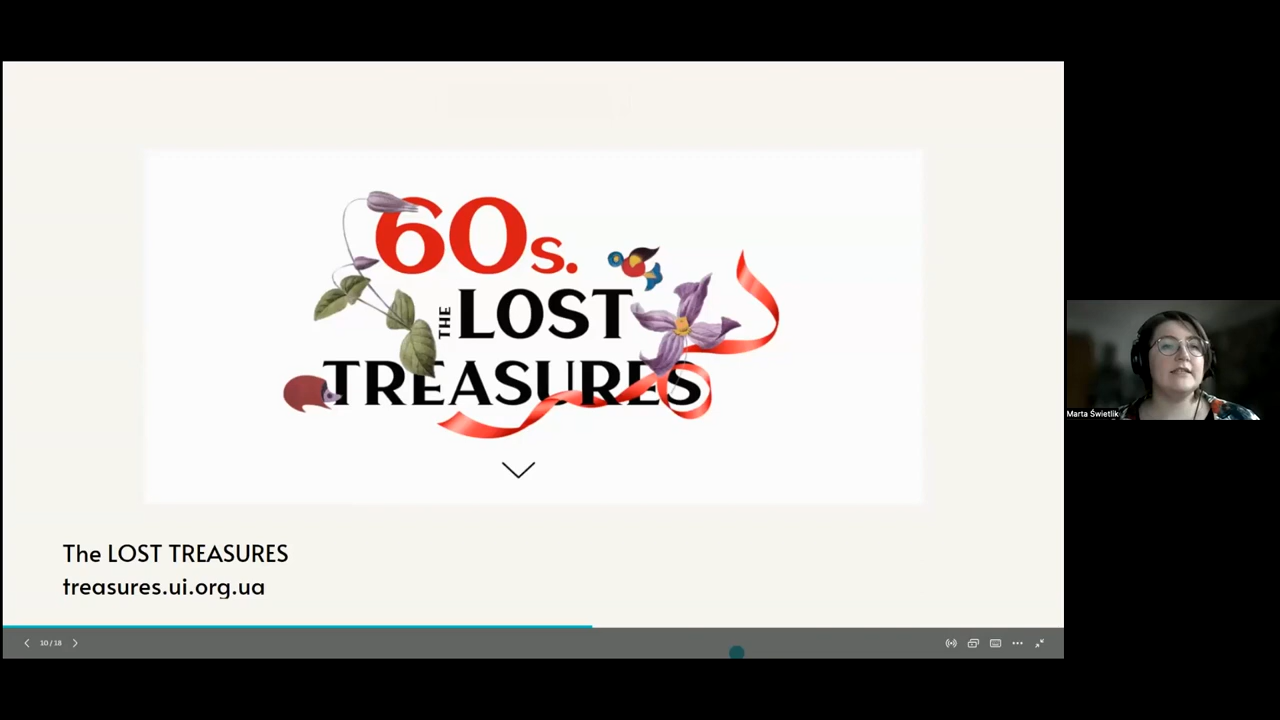 60s.
THE LOST
TREASURES
The LOST TREASURES
treasures.ui.org.ua
10 / 18
Marta Świetlik